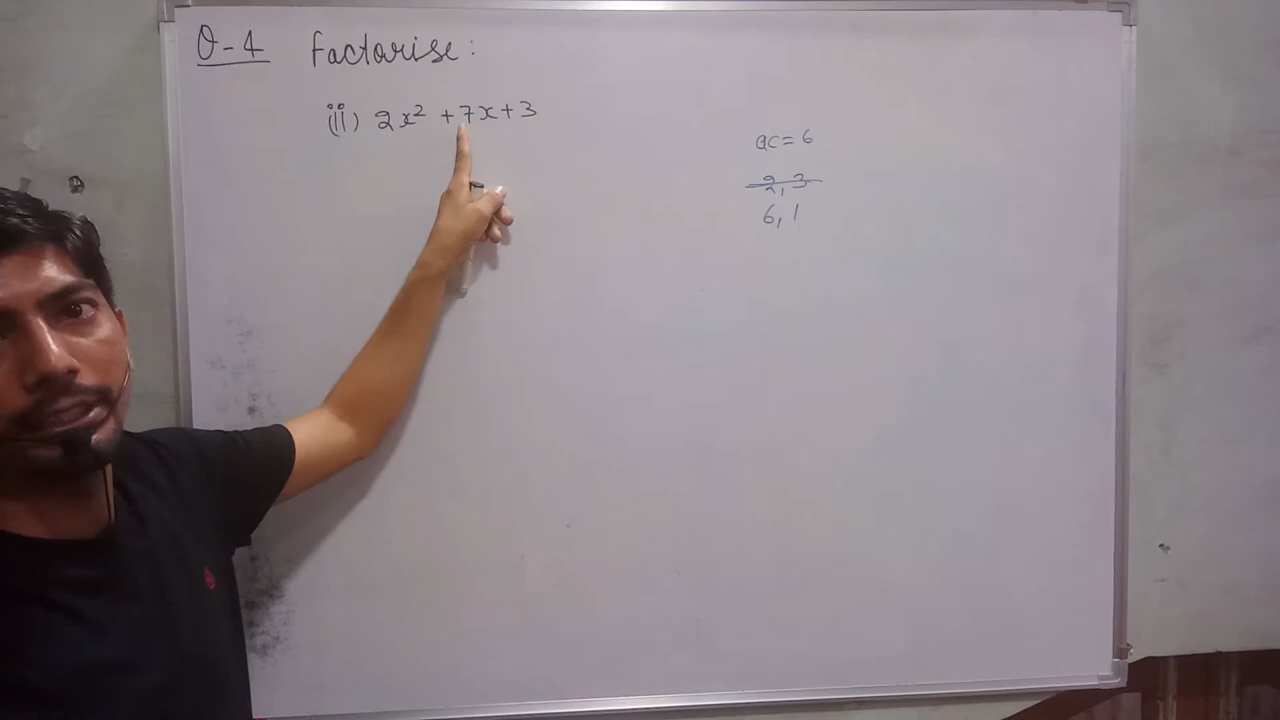 Q-4 Factorise:
(ii) 2x² + 7x + 3
ac = 6
2, 3
6, 1